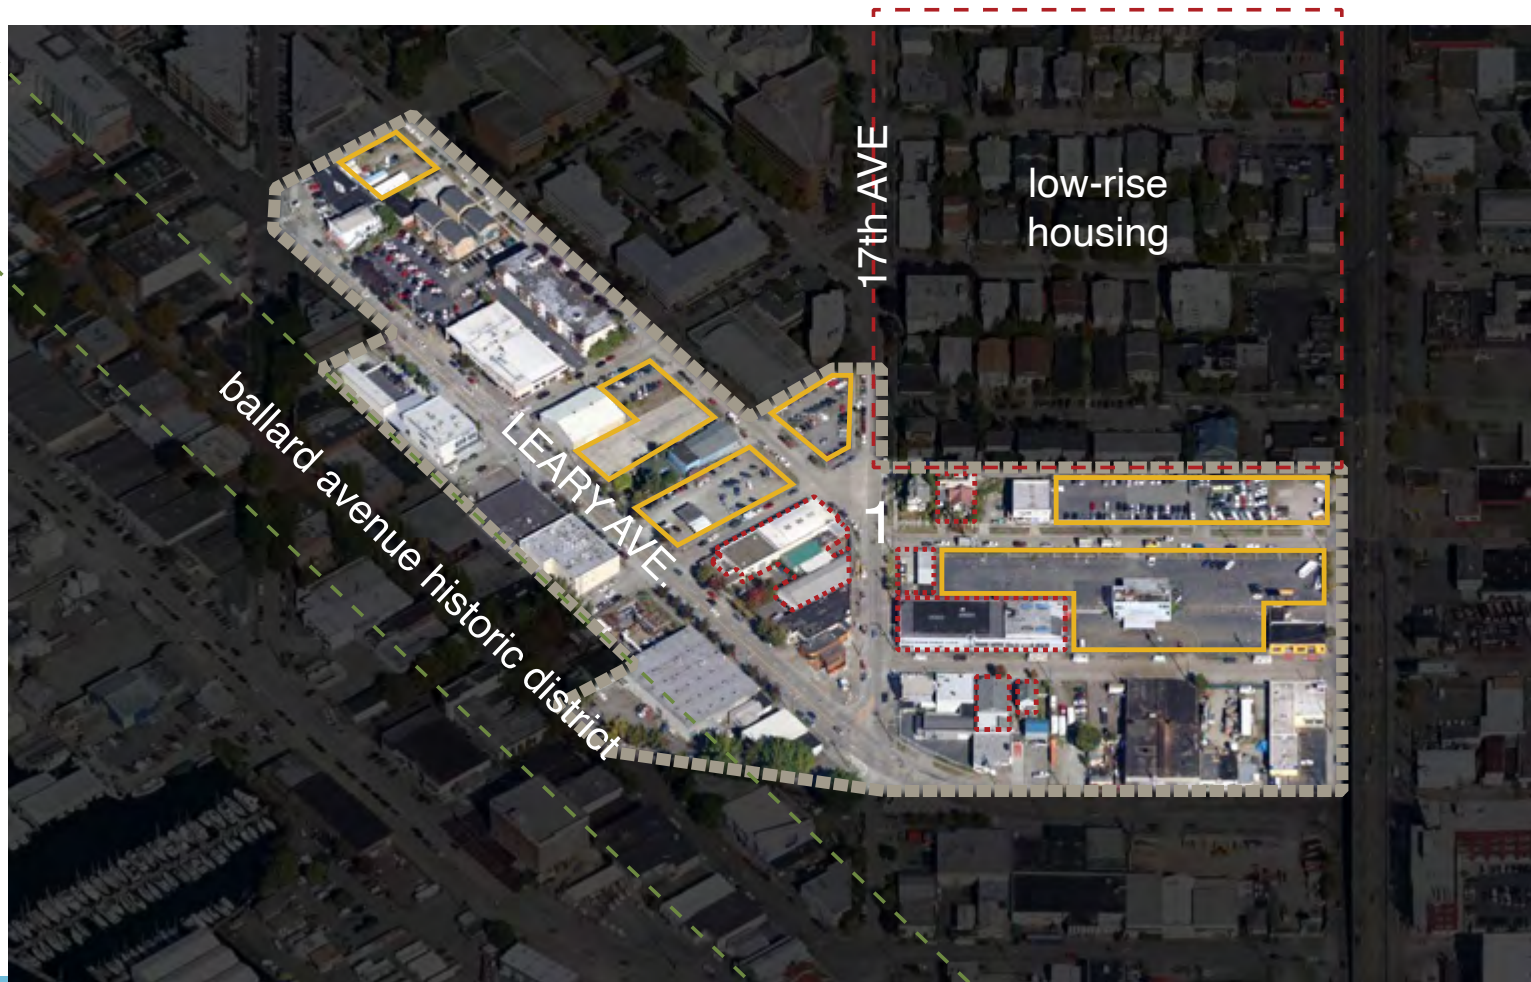 17th AVE
low-rise
housing
LEARY AVE.
ballard avenue historic district
1